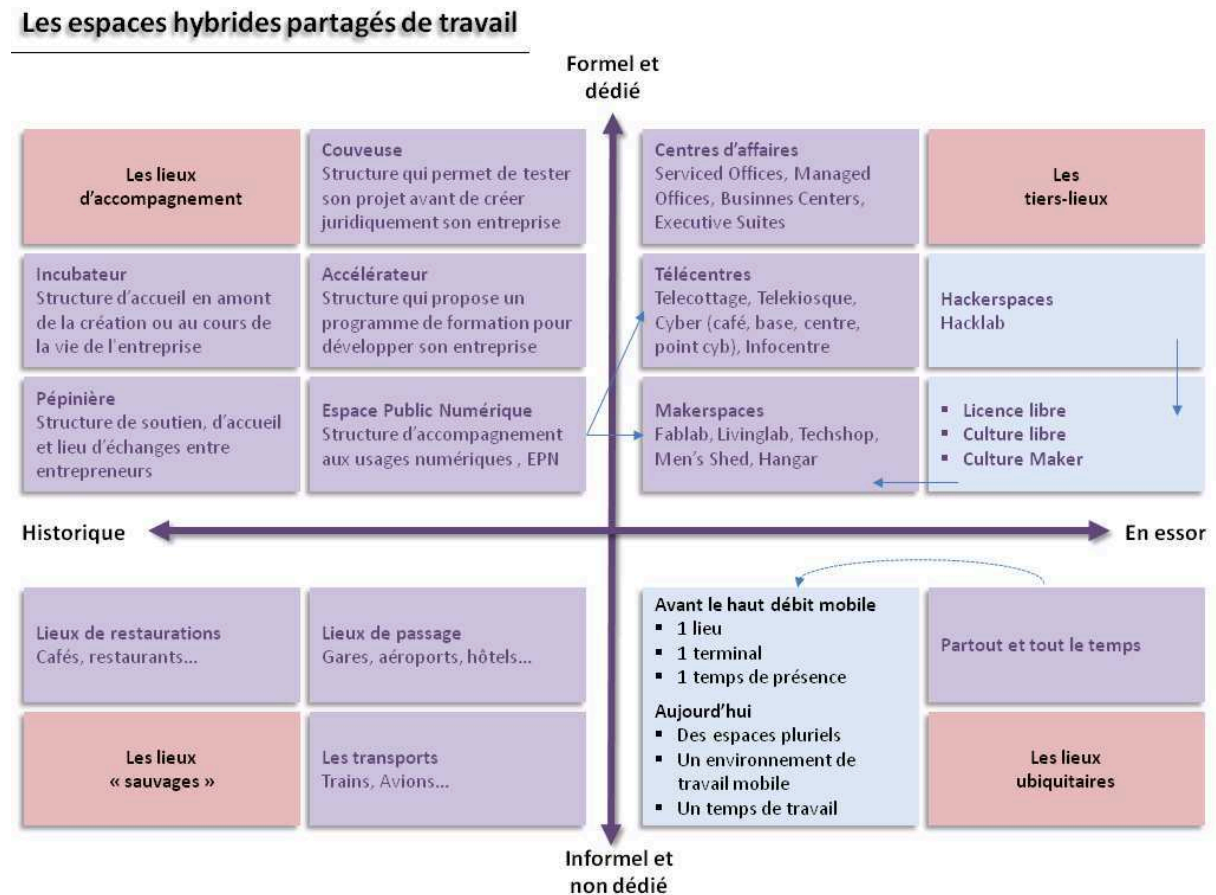 Les espaces hybrides partagés de travail
Formel et
dédié
Les lieux
d'accompagnement
Couveuse
Structure qui permet de tester
son projet avant de créer
juridiquement son entreprise
Centres d'affaires
Serviced Offices, Managed
Offices, Businnes Centers,
Executive Suites
Les
tiers-lieux
Incubateur
Structure d'accueil en amont
de la création ou au cours de
la vie de l'entreprise
Accélérateur
Structure qui propose un
programme de formation pour
développer son entreprise
Télécentres
Telecottage, Telekiosque,
Cyber (café, base, centre,
point cyb), Infocentre
Hackerspaces
Hacklab
Pépinière
Structure de soutien, d'accueil
et lieu d'échanges entre
entrepreneurs
Espace Public Numérique
Structure d'accompagnement
aux usages numériques , EPN
Makerspaces
Fablab, Livinglab, Techshop,
Men's Shed, Hangar
▪ Licence libre
▪ Culture libre
▪ Culture Maker
Historique
En essor
Lieux de restaurations
Cafés, restaurants...
Lieux de passage
Gares, aéroports, hôtels...
Avant le haut débit mobile
▪ 1 lieu
▪ 1 terminal
▪ 1 temps de présence
Aujourd'hui
▪ Des espaces pluriels
▪ Un environnement de
travail mobile
▪ Un temps de travail
Partout et tout le temps
Les lieux
« sauvages »
Les transports
Trains, Avions...
Les lieux
ubiquitaires
Informel et
non dédié